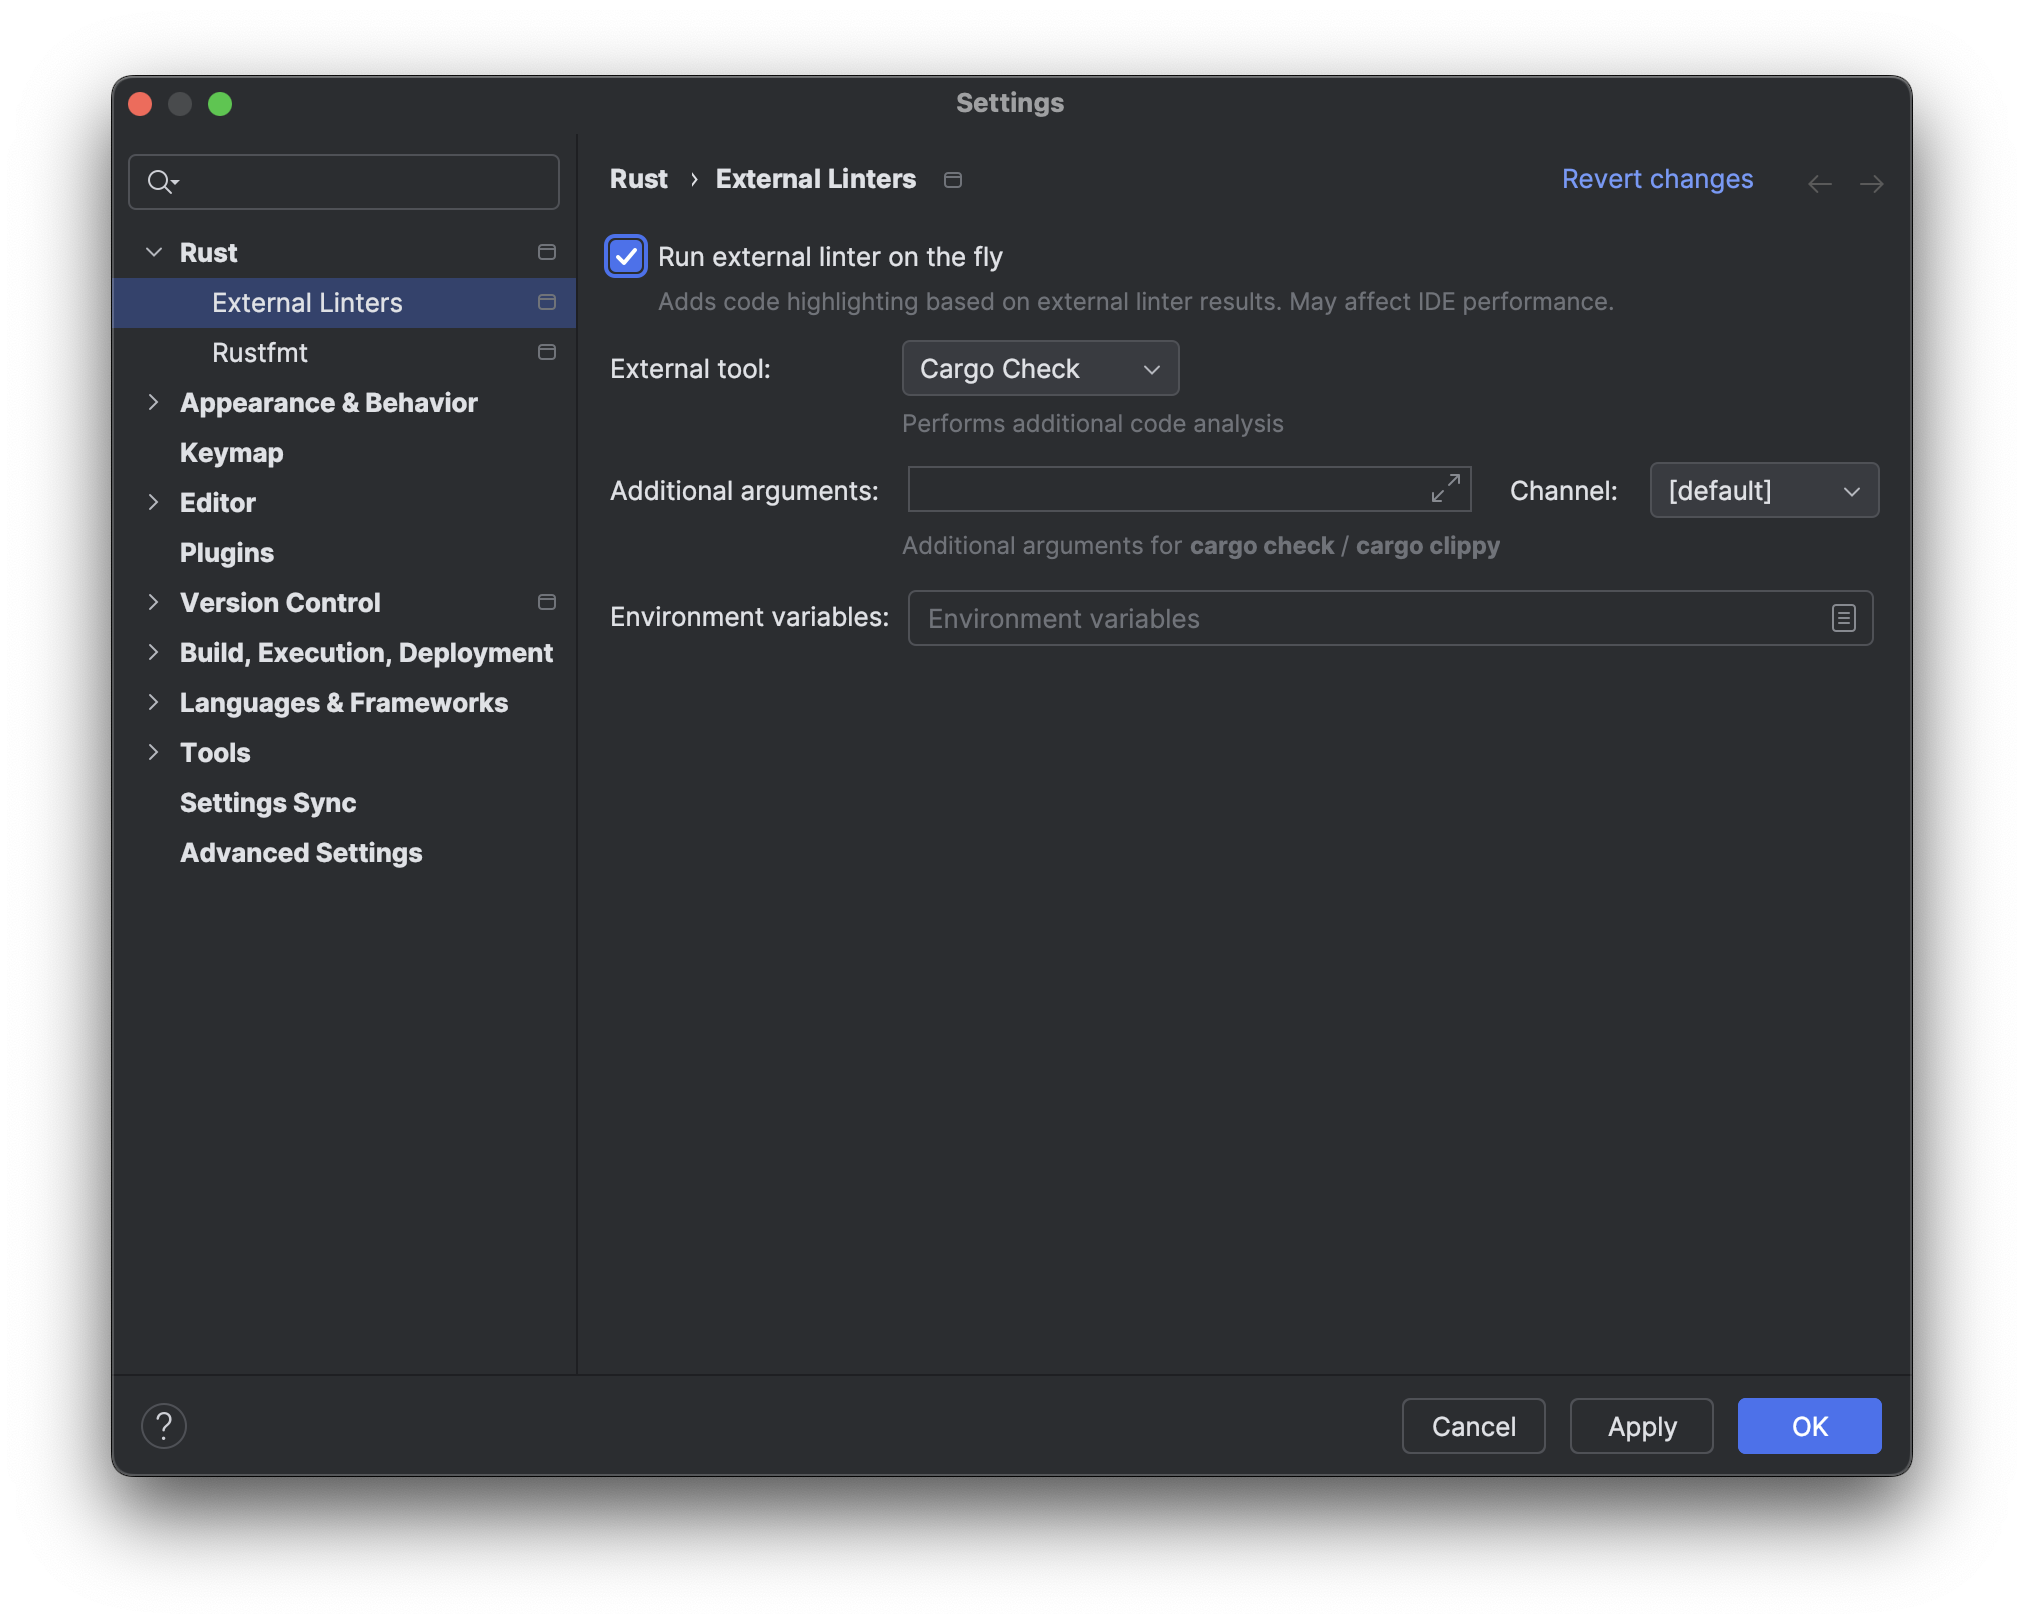 Settings
Rust
External Linters
Rustfmt
Appearance & Behavior
Keymap
Editor
Plugins
Version Control
Build, Execution, Deployment
Languages & Frameworks
Tools
Settings Sync
Advanced Settings
Rust › External Linters
Revert changes
Run external linter on the fly
Adds code highlighting based on external linter results. May affect IDE performance.
External tool: Cargo Check
Performs additional code analysis
Additional arguments: Channel: [default]
Additional arguments for cargo check / cargo clippy
Environment variables: Environment variables
? Cancel Apply OK